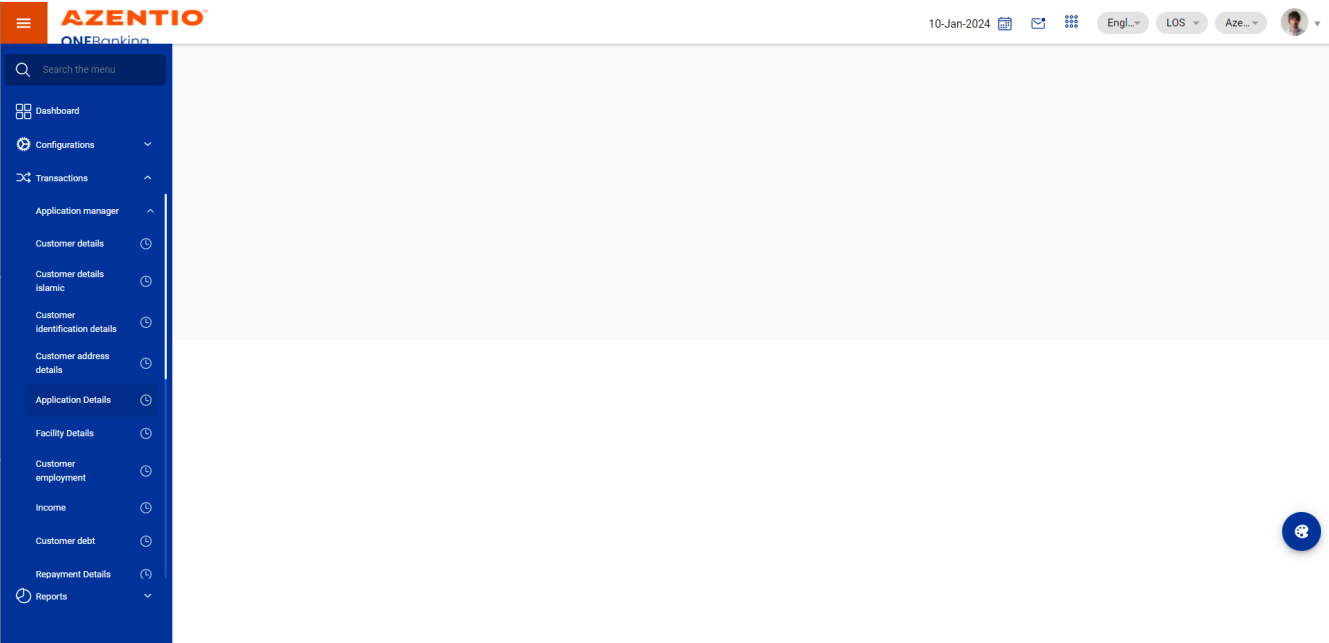 AZENTIO™
ONEBanking
10-Jan-2024
Engl...
LOS
Aze...
Search the menu
Dashboard
Configurations
Transactions
Application manager
Customer details
Customer details
islamic
Customer
identification details
Customer address
details
Application Details
Facility Details
Customer
employment
Income
Customer debt
Repayment Details
Reports